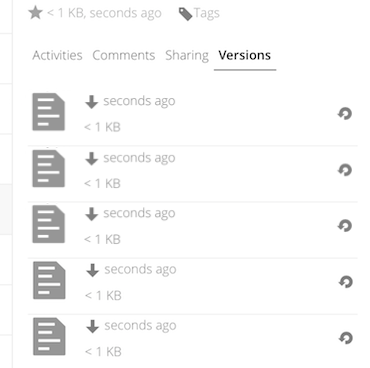 < 1 KB, seconds ago Tags
Activities Comments Sharing Versions
seconds ago
< 1 KB
seconds ago
< 1 KB
seconds ago
< 1 KB
seconds ago
< 1 KB
seconds ago
< 1 KB